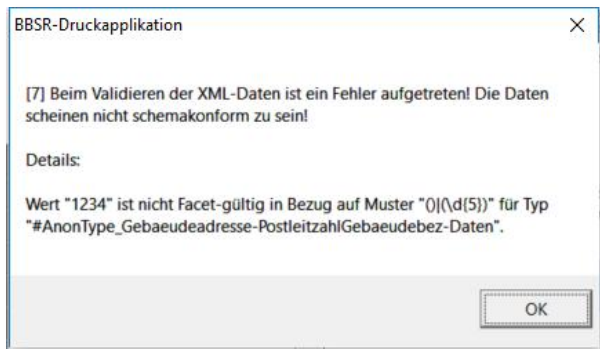 BBSR-Druckapplikation
[7] Beim Validieren der XML-Daten ist ein Fehler aufgetreten! Die Daten
scheinen nicht schemakonform zu sein!
Details:
Wert "1234" ist nicht Facet-gültig in Bezug auf Muster "()|(\d{5})" für Typ
"#AnonType_Gebaeudeadresse-PostleitzahlGebaeudebez-Daten".
OK